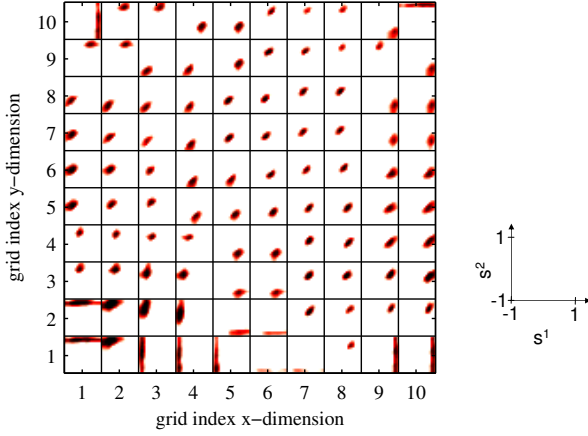 10
9
8
7
6
5
4
3
2
1
grid index y−dimension
1 2 3 4 5 6 7 8 9 10
grid index x−dimension
s2
1
-1
-1 1
s1